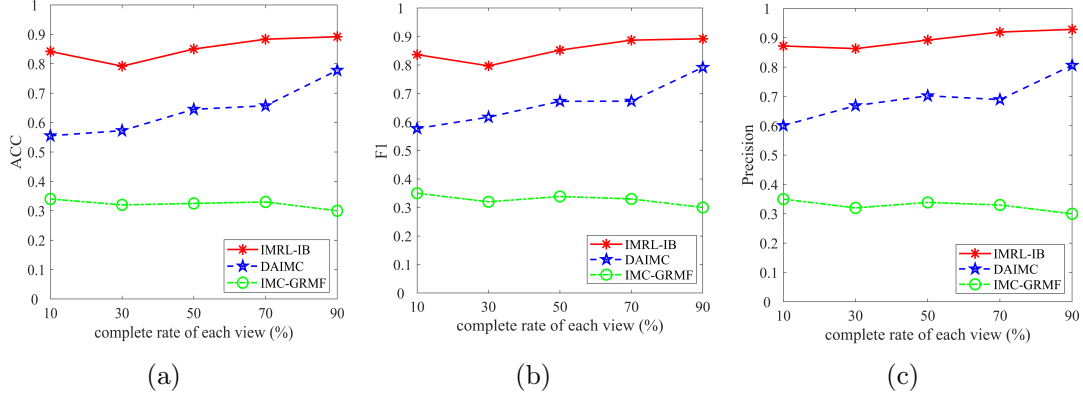 1
0.9
0.8
0.7
0.6
0.5
0.4
0.3
0.2
0.1
0
ACC
10 30 50 70 90
complete rate of each view (%)
IMRL-IB
DAIMC
IMC-GRMF
(a)
1
0.9
0.8
0.7
0.6
0.5
0.4
0.3
0.2
0.1
0
F1
10 30 50 70 90
complete rate of each view (%)
IMRL-IB
DAIMC
IMC-GRMF
(b)
1
0.9
0.8
0.7
0.6
0.5
0.4
0.3
0.2
0.1
0
Precision
10 30 50 70 90
complete rate of each view (%)
IMRL-IB
DAIMC
IMC-GRMF
(c)